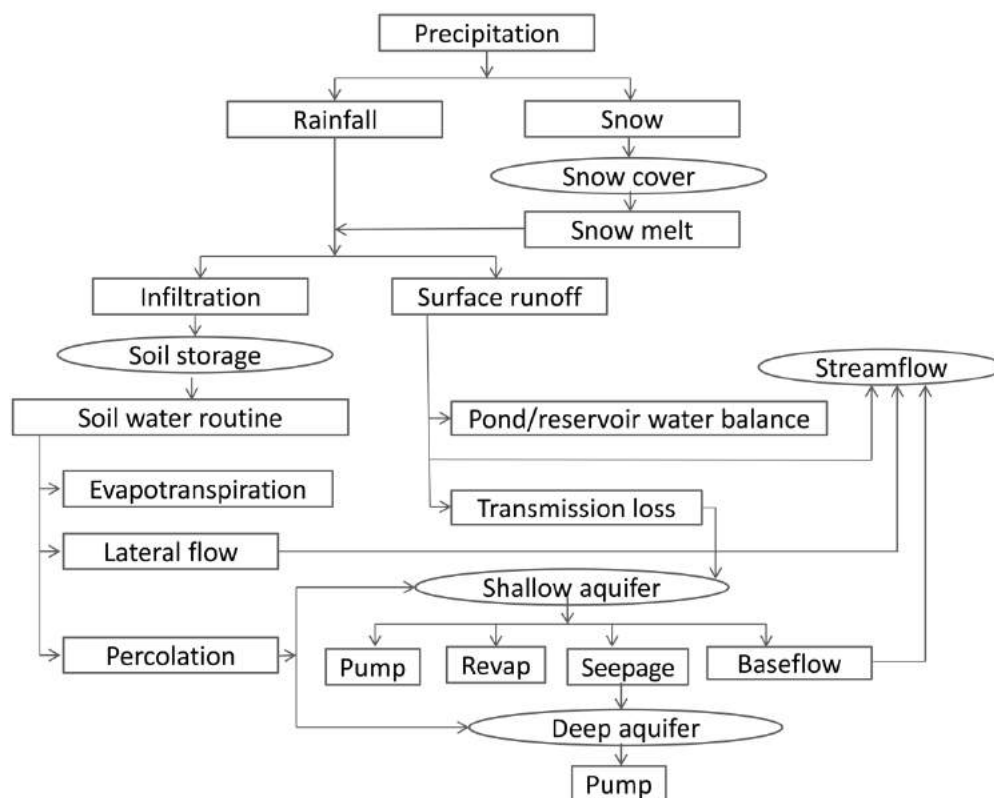 Precipitation
Rainfall
Snow
Snow cover
Snow melt
Infiltration
Surface runoff
Soil storage
Streamflow
Soil water routine
Pond/reservoir water balance
Evapotranspiration
Transmission loss
Lateral flow
Shallow aquifer
Percolation
Pump
Revap
Seepage
Baseflow
Deep aquifer
Pump